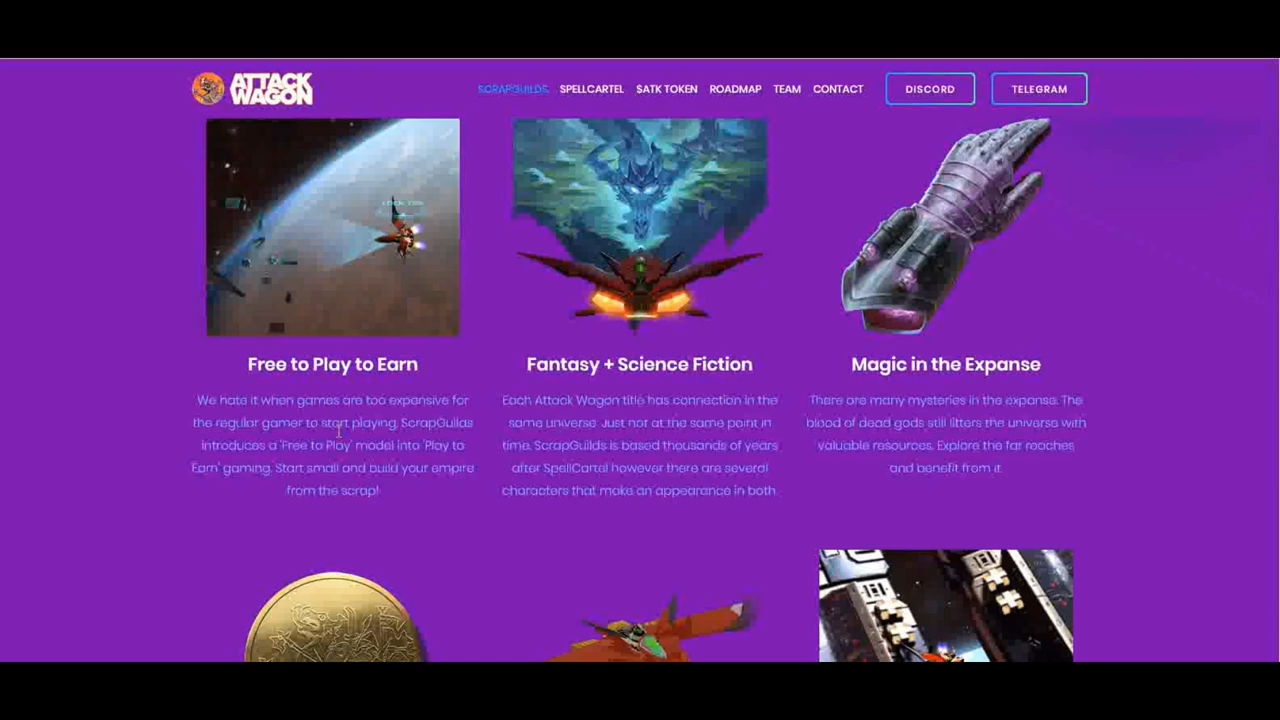 ATTACK
WAGON
SCRAPGUILDS SPELLCARTEL $ATK TOKEN ROADMAP TEAM CONTACT DISCORD TELEGRAM
Free to Play to Earn
We hate it when games are too expensive for
the regular gamer to start playing. ScrapGuilds
introduces a 'Free to Play' model into 'Play to
Earn' gaming. Start small and build your empire
from the scrap!
Fantasy + Science Fiction
Each Attack Wagon title has connection in the
same universe. Just not at the same point in
time. ScrapGuilds is based thousands of years
after SpellCartel however there are several
characters that make an appearance in both.
Magic in the Expanse
There are many mysteries in the expanse. The
blood of dead gods still litters the universe with
valuable resources. Explore the far reaches
and benefit from it.